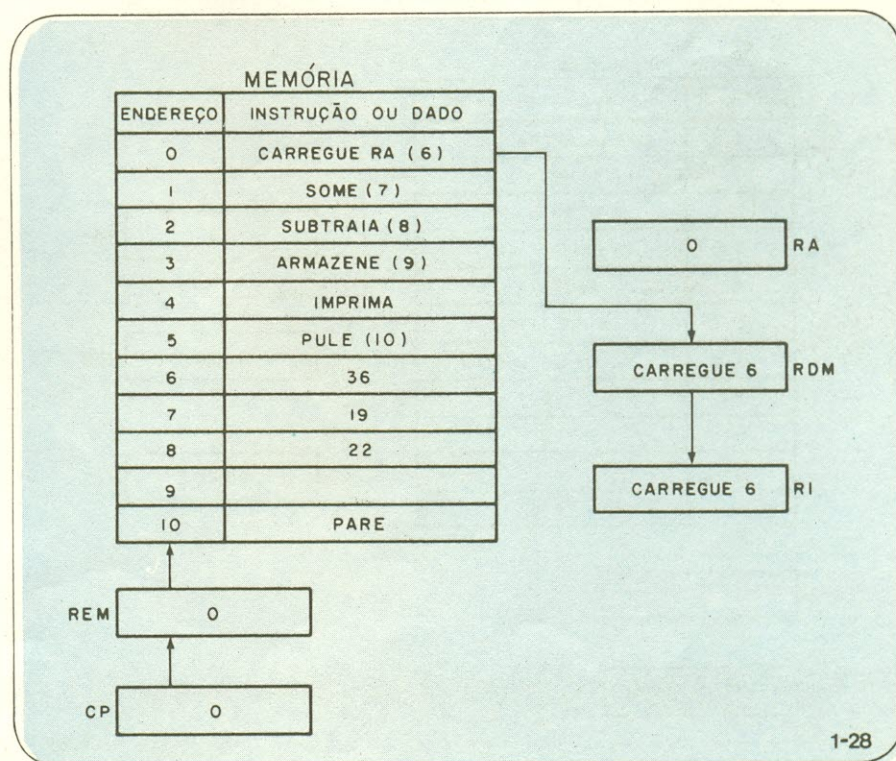 MEMÓRIA
ENDEREÇO INSTRUÇÃO OU DADO
0 CARREGUE RA (6)
1 SOME (7)
2 SUBTRAIA (8)
3 ARMAZENE (9)
4 IMPRIMA
5 PULE (10)
6 36
7 19
8 22
9
10 PARE
0 RA
CARREGUE 6 RDM
CARREGUE 6 RI
REM 0
CP 0
1-28